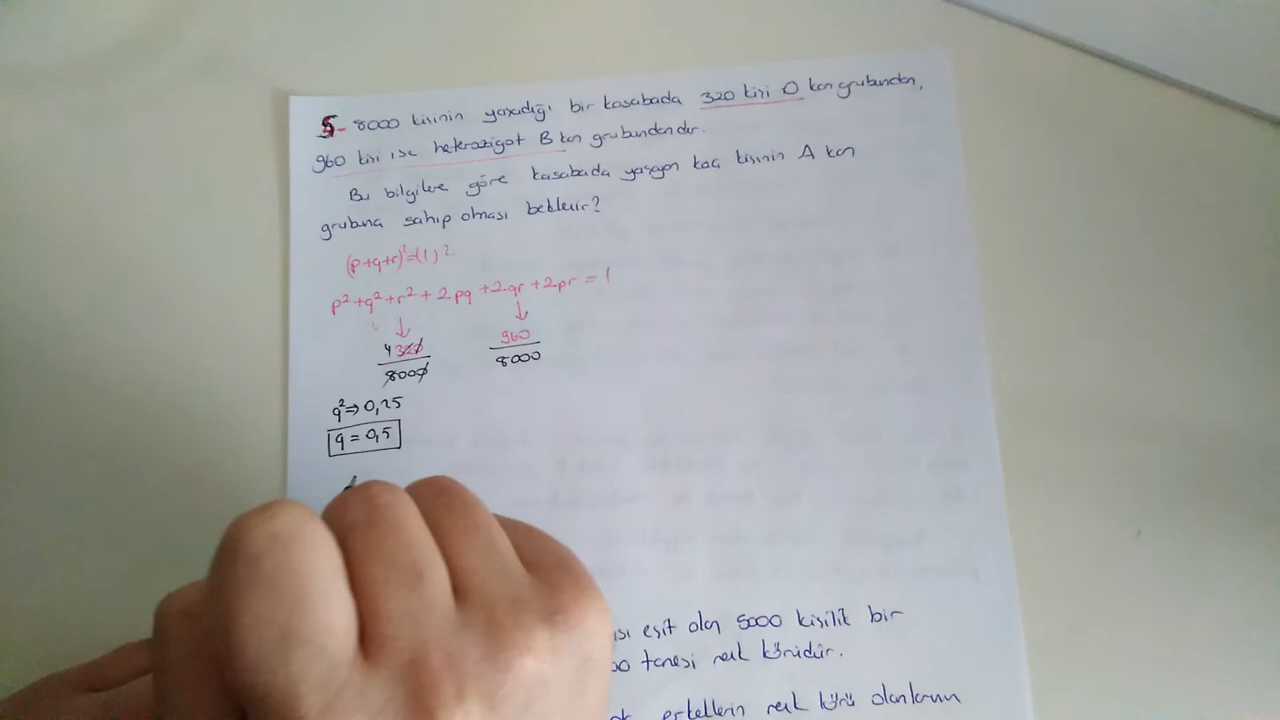 5- 8000 kişinin yaşadığı bir kasabada 320 kişi O kan grubundan,
960 kişi ise heterozigot B kan grubundandır.
Bu bilgilere göre kasabada yaşayan kaç kişinin A kan
grubuna sahip olması beklenir?
(p+q+r)²=(1)²
p²+q²+r²+2pq+2qr+2pr=1
↓ ↓
4 320 960
8000 8000
q²⇒0,25
q=0,5
ısı eşit olan 5000 kişilik bir
00 tanesi renk körüdür.
erkeklerin renk körü olanlarının